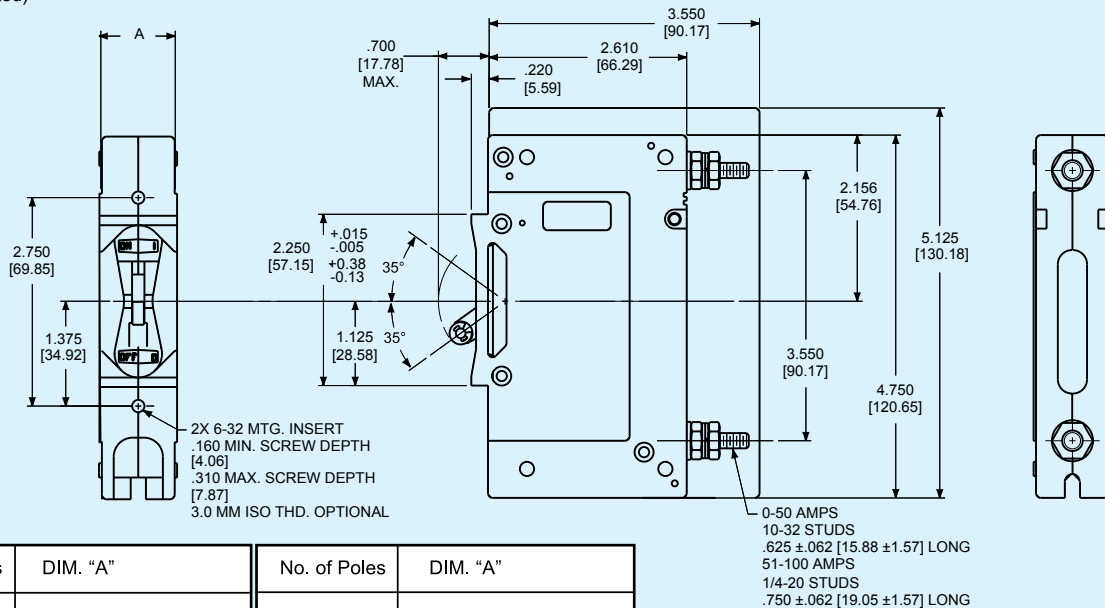 A
.700
[17.78]
MAX.
3.550
[90.17]
2.610
[66.29]
.220
[5.59]
2.750
[69.85]
1.375
[34.92]
ON I
OFF O
2.250
[57.15]
+.015
-.005
+0.38
-0.13
35°
35°
1.125
[28.58]
2.156
[54.76]
5.125
[130.18]
3.550
[90.17]
4.750
[120.65]
2X 6-32 MTG. INSERT
.160 MIN. SCREW DEPTH
[4.06]
.310 MAX. SCREW DEPTH
[7.87]
3.0 MM ISO THD. OPTIONAL
0-50 AMPS
10-32 STUDS
.625 ±.062 [15.88 ±1.57] LONG
51-100 AMPS
1/4-20 STUDS
.750 ±.062 [19.05 ±1.57] LONG
DIM. “A”
No. of Poles DIM. “A”